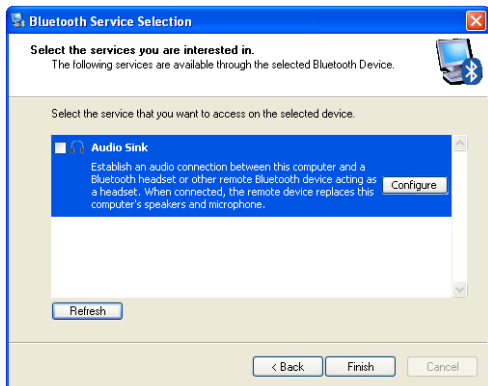 Bluetooth Service Selection
Select the services you are interested in.
The following services are available through the selected Bluetooth Device.
Select the service that you want to access on the selected device.
Audio Sink
Establish an audio connection between this computer and a
Bluetooth headset or other remote Bluetooth device acting as
a headset. When connected, the remote device replaces this
computer's speakers and microphone.
Configure
Refresh
< Back
Finish
Cancel